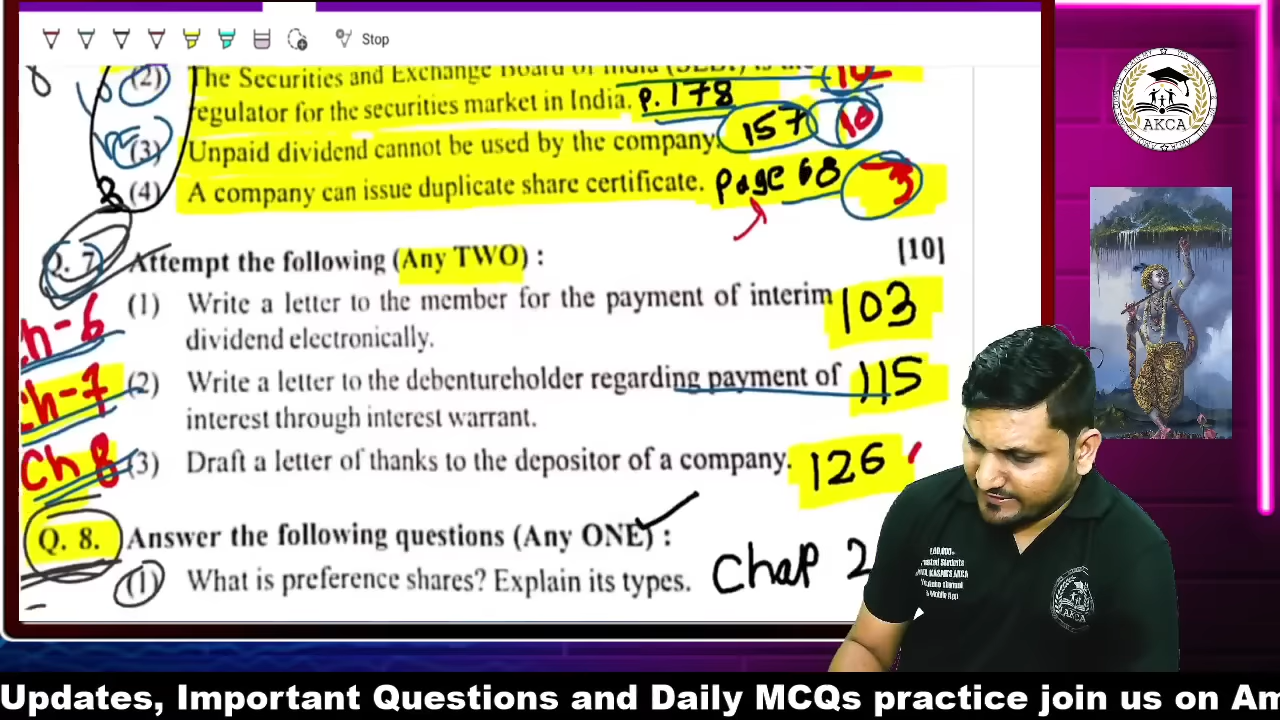 Stop
(2) The Securities and Exchange Board of India (SEBI) is the 10
regulator for the securities market in India. p.178
(3) Unpaid dividend cannot be used by the company. 157 10
8 (4) A company can issue duplicate share certificate. Page 68 3
Q. 7 Attempt the following (Any TWO) : [10]
Ch-6 (1) Write a letter to the member for the payment of interim 103
dividend electronically.
Ch-7 (2) Write a letter to the debentureholder regarding payment of 115
interest through interest warrant.
Ch 8 (3) Draft a letter of thanks to the depositor of a company. 126
Q. 8. Answer the following questions (Any ONE) :
(1) What is preference shares? Explain its types. Chap 2
AKCA
AKCA
Updates, Important Questions and Daily MCQs practice join us on Am